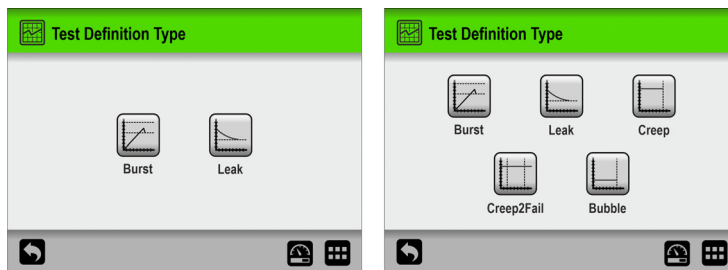 Test Definition Type
Burst Leak
Test Definition Type
Burst Leak Creep
Creep2Fail Bubble